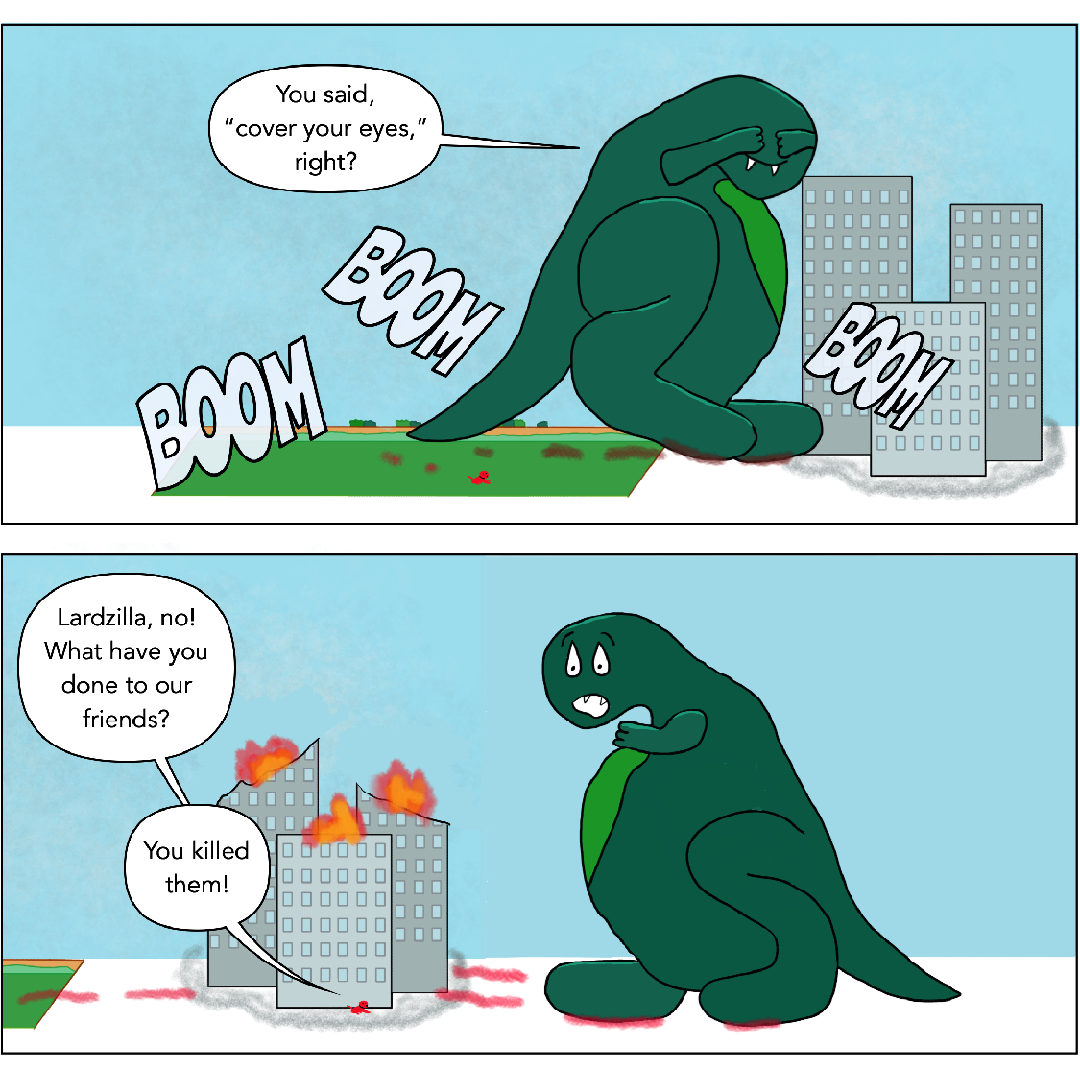 You said,
“cover your eyes,”
right?
BOOM
BOOM
BOOM
Lardzilla, no!
What have you
done to our
friends?
You killed
them!